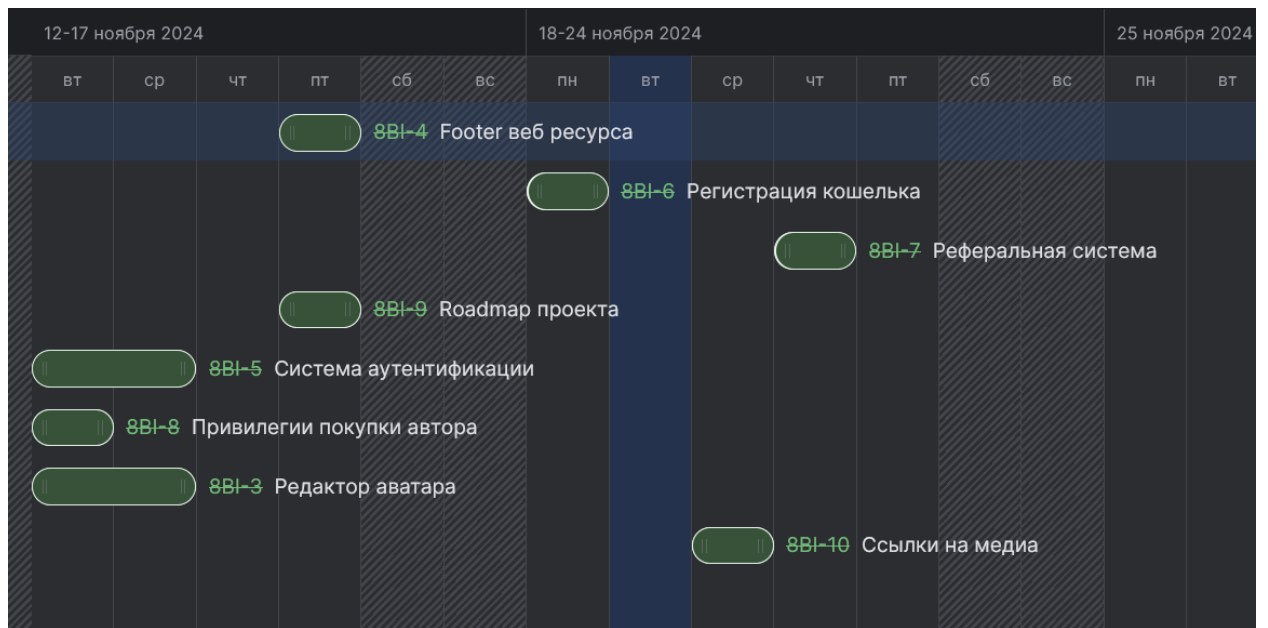 12-17 ноября 2024 18-24 ноября 2024 25 ноября 2024
вт ср чт пт сб вс пн вт ср чт пт сб вс пн вт
8BI-4 Footer веб ресурса
8BI-6 Регистрация кошелька
8BI-7 Реферальная система
8BI-9 Roadmap проекта
8BI-5 Система аутентификации
8BI-8 Привилегии покупки автора
8BI-3 Редактор аватара
8BI-10 Ссылки на медиа